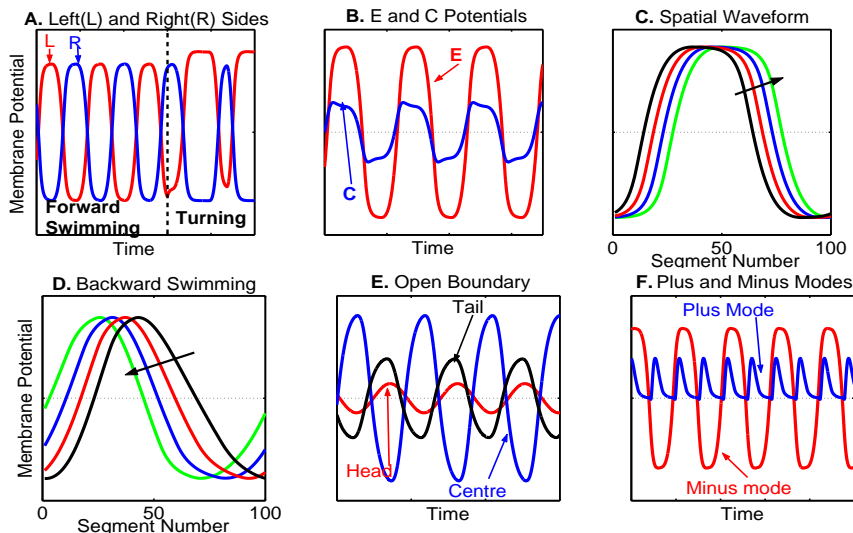 A. Left(L) and Right(R) Sides
L
R
Membrane Potential
Forward
Swimming
Turning
Time
B. E and C Potentials
E
C
Time
C. Spatial Waveform
0
50
100
Segment Number
D. Backward Swimming
Membrane Potential
0
50
100
Segment Number
E. Open Boundary
Tail
Head
Centre
Time
F. Plus and Minus Modes
Plus Mode
Minus mode
Time